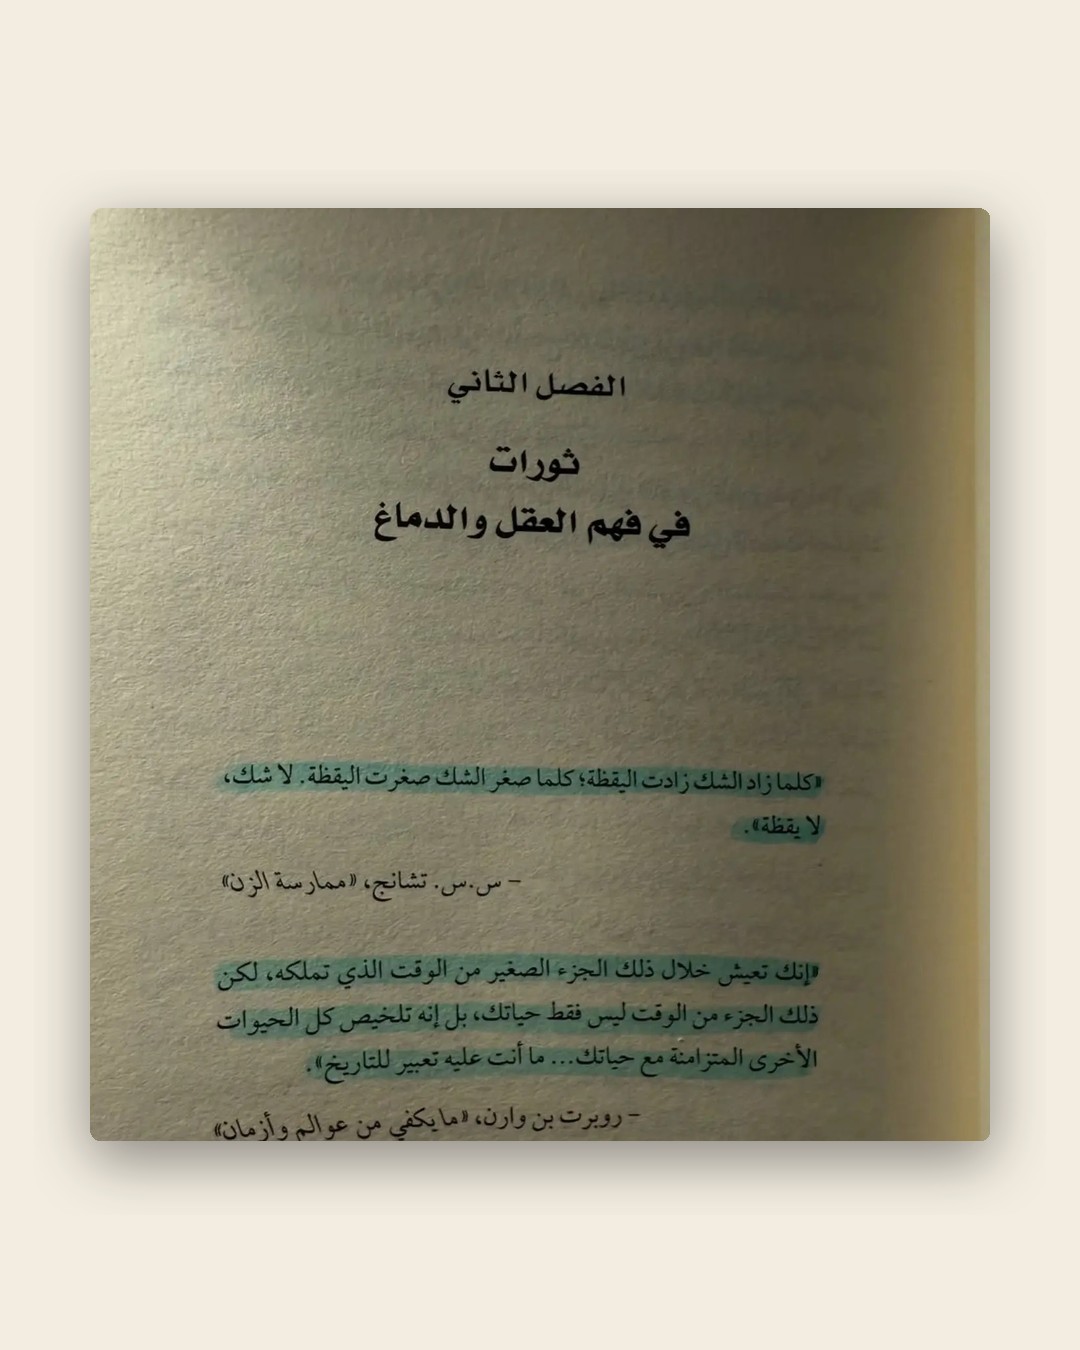 الفصل الثاني
ثورات
في فهم العقل والدماغ
«كلما زاد الشك زادت اليقظة؛ كلما صغر الشك صغرت اليقظة. لا شك،
لا يقظة».
– س.س. تشانج، «ممارسة الزن»
«إنك تعيش خلال ذلك الجزء الصغير من الوقت الذي تملكه، لكن
ذلك الجزء من الوقت ليس فقط حياتك، بل إنه تلخيص كل الحيوات
الأخرى المتزامنة مع حياتك... ما أنت عليه تعبير للتاريخ».
– روبرت بن وارن، «ما يكفي من عوالم وأزمان»